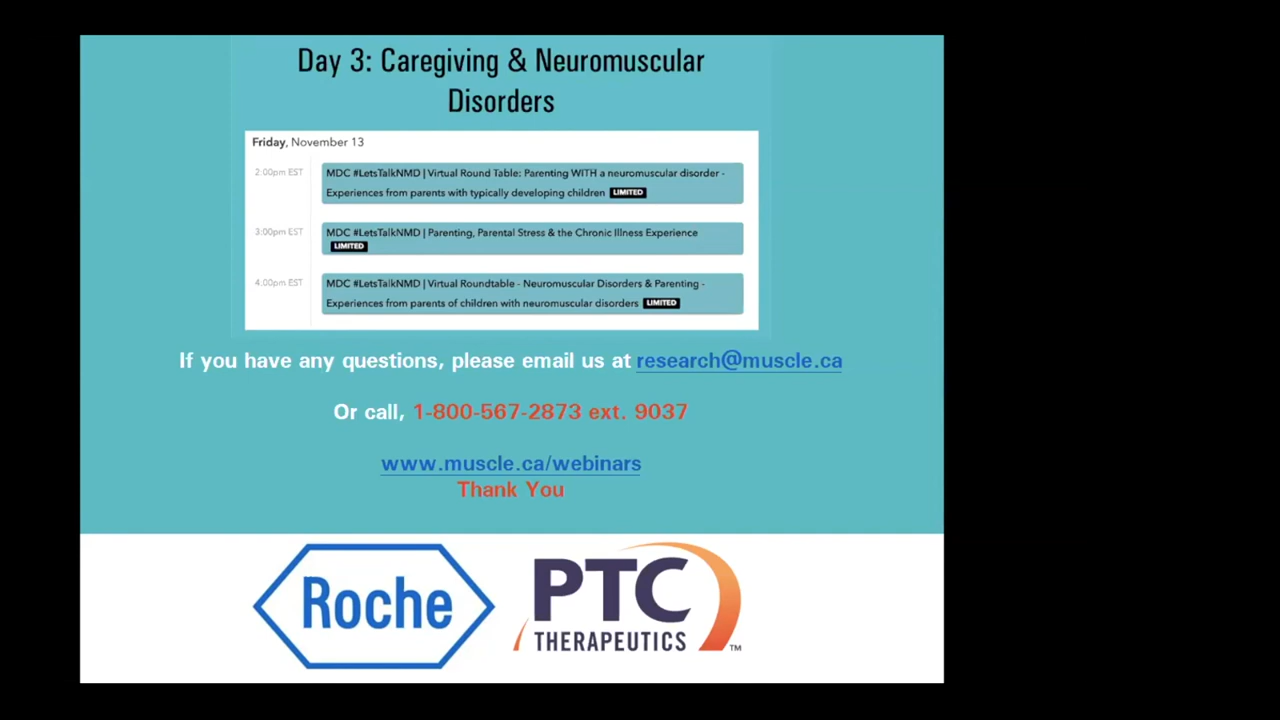 Day 3: Caregiving & Neuromuscular
Disorders
Friday, November 13
2:00pm EST
MDC #LetsTalkNMD | Virtual Round Table: Parenting WITH a neuromuscular disorder -
Experiences from parents with typically developing children LIMITED
3:00pm EST
MDC #LetsTalkNMD | Parenting, Parental Stress & the Chronic Illness Experience
LIMITED
4:00pm EST
MDC #LetsTalkNMD | Virtual Roundtable - Neuromuscular Disorders & Parenting -
Experiences from parents of children with neuromuscular disorders LIMITED
If you have any questions, please email us at research@muscle.ca
Or call, 1-800-567-2873 ext. 9037
www.muscle.ca/webinars
Thank You
Roche
PTC
THERAPEUTICS ™